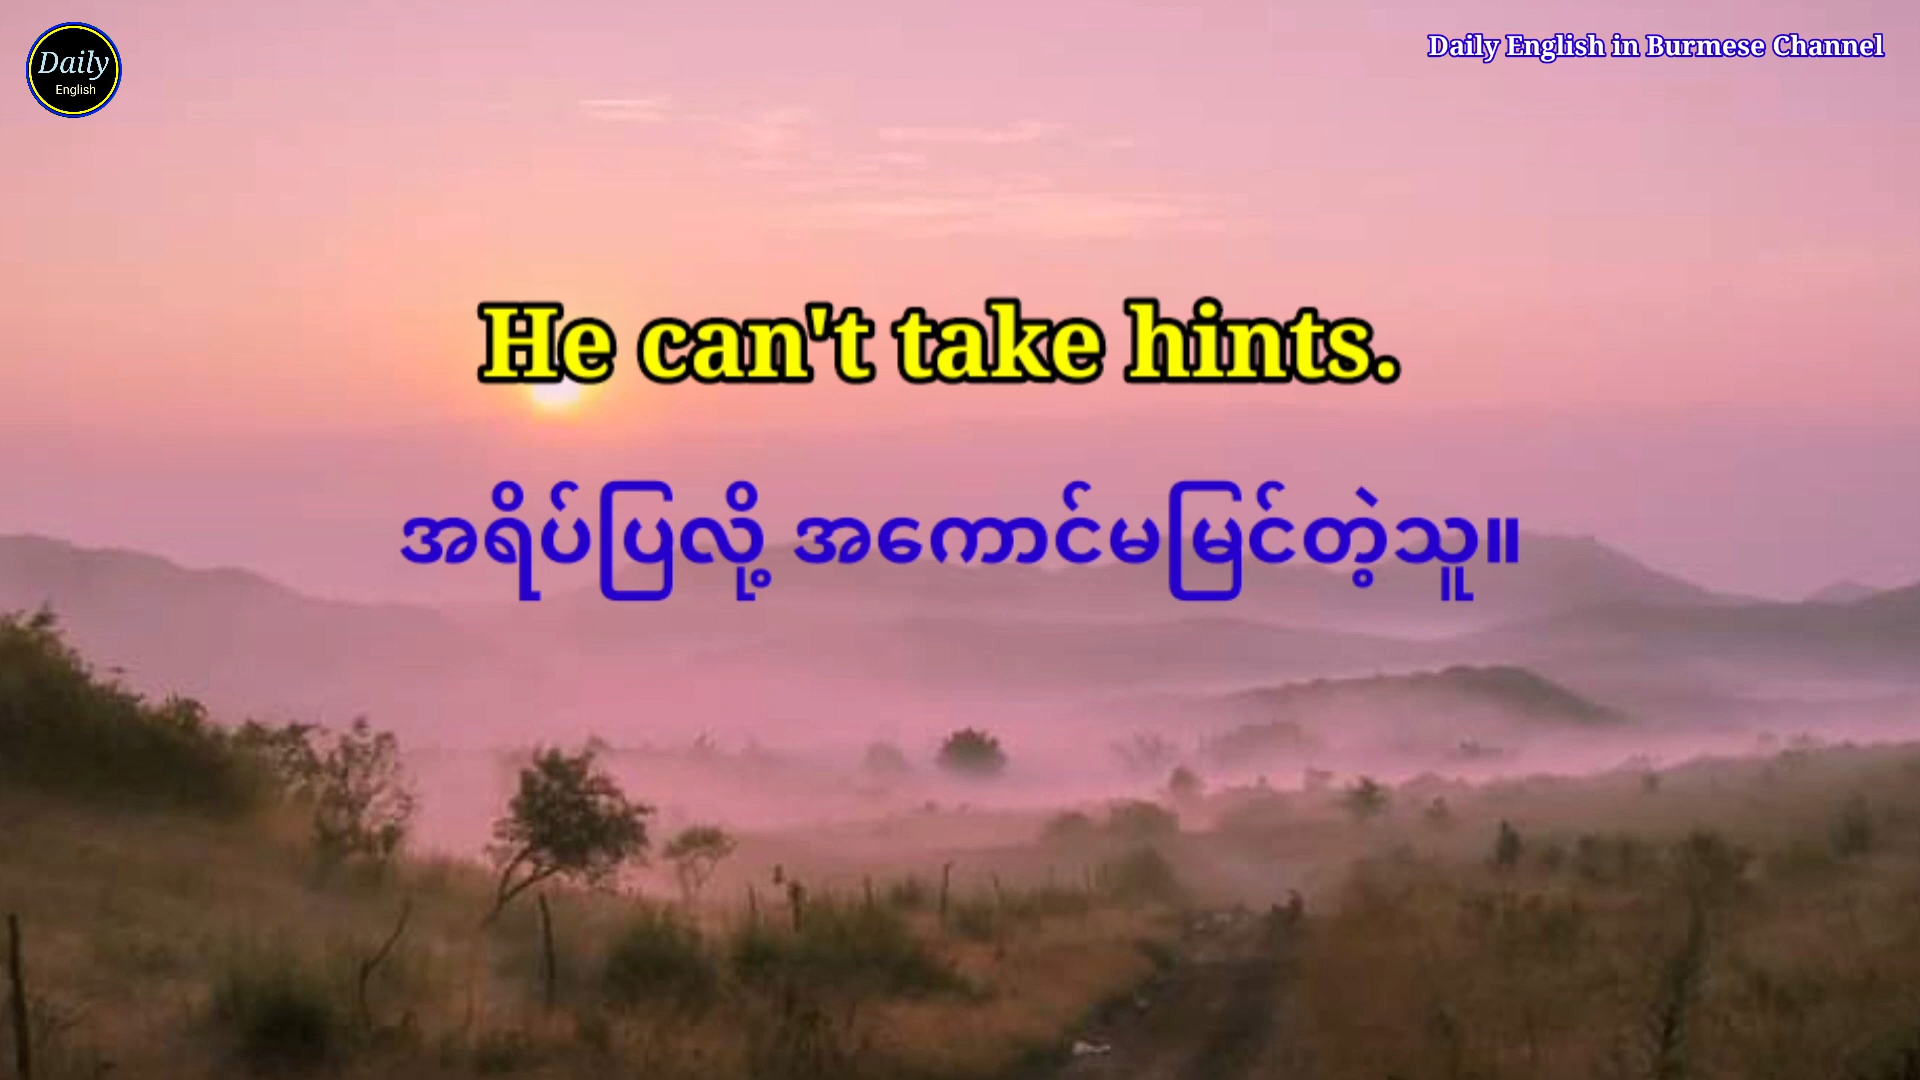 Daily
English
Daily English in Burmese Channel
He can't take hints.
အရိပ်ပြလို့ အကောင်မမြင်တဲ့သူ။